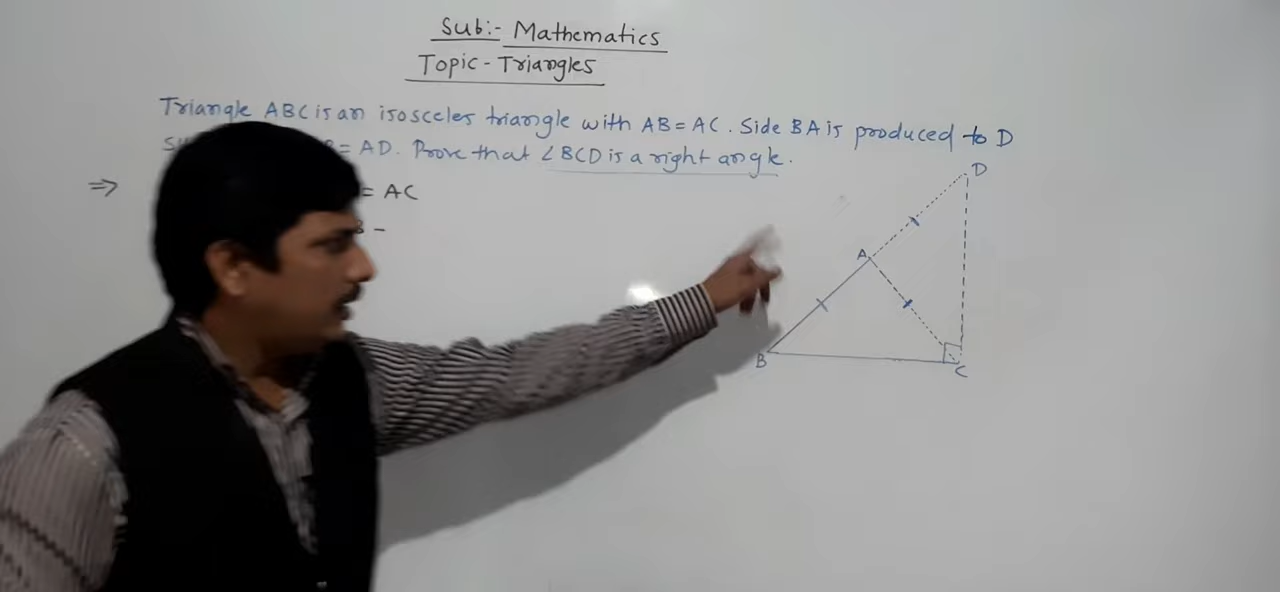 Sub:- Mathematics
Topic - Triangles
Triangle ABC is an isosceles triangle with AB = AC. Side BA is produced to D
= AD. Prove that ∠BCD is a right angle.
⇒ = AC
-
D
A
B
C